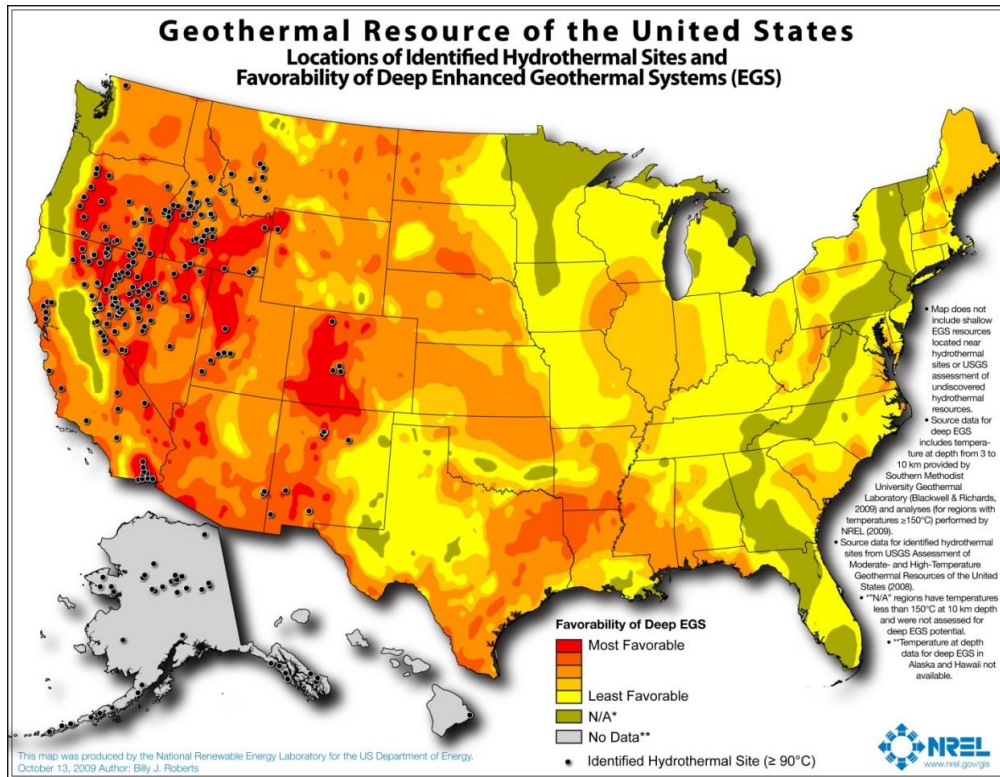 Geothermal Resource of the United States
Locations of Identified Hydrothermal Sites and
Favorability of Deep Enhanced Geothermal Systems (EGS)
• Map does not
include shallow
EGS resources
located near
hydrothermal
sites or USGS
assessment of
undiscovered
hydrothermal
resources.
• Source data for
deep EGS
includes tempera-
ture at depth from 3 to
10 km provided by
Southern Methodist
University Geothermal
Laboratory (Blackwell & Richards,
2009) and analyses (for regions with
temperatures ≥150°C) performed by
NREL (2009).
• Source data for identified hydrothermal
sites from USGS Assessment of
Moderate- and High-Temperature
Geothermal Resources of the United
States (2008).
• *"N/A" regions have temperatures
less than 150°C at 10 km depth
and were not assessed for
deep EGS potential.
• **Temperature at depth
data for deep EGS in
Alaska and Hawaii not
available.
Favorability of Deep EGS
Most Favorable
Least Favorable
N/A*
No Data**
Identified Hydrothermal Site (≥ 90°C)
This map was produced by the National Renewable Energy Laboratory for the US Department of Energy.
October 13, 2009 Author: Billy J. Roberts
NREL
www.nrel.gov/gis